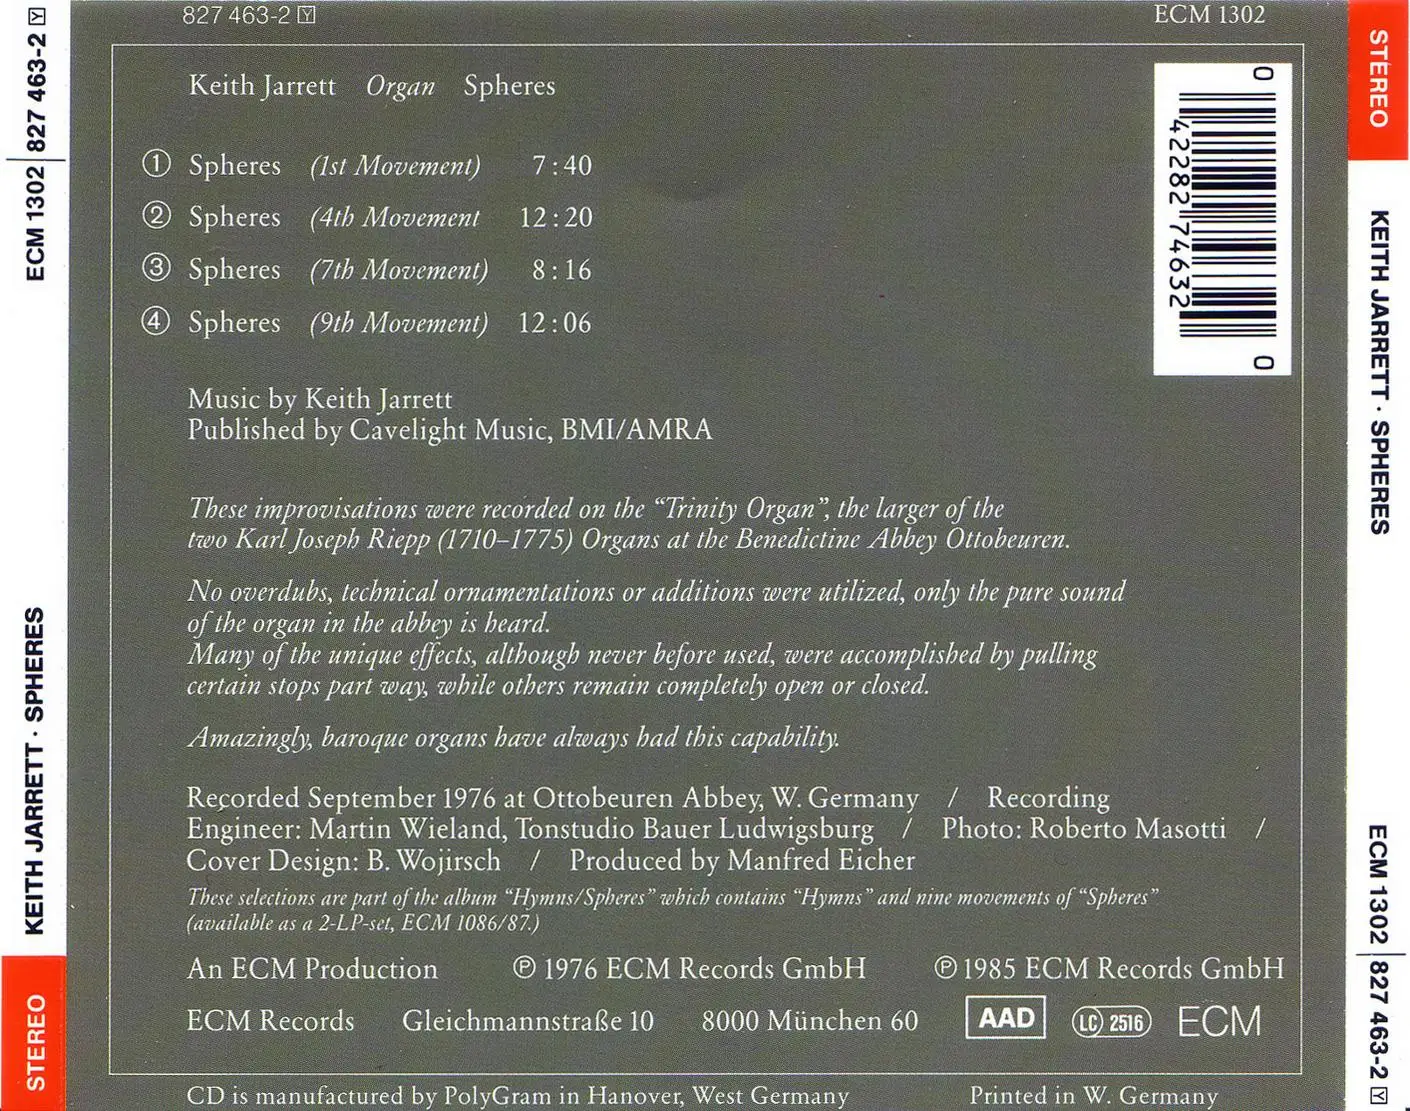 827 463-2 Y
ECM 1302
Keith Jarrett Organ Spheres
① Spheres (1st Movement) 7:40
② Spheres (4th Movement 12:20
③ Spheres (7th Movement) 8:16
④ Spheres (9th Movement) 12:06
Music by Keith Jarrett
Published by Cavelight Music, BMI/AMRA
These improvisations were recorded on the “Trinity Organ”, the larger of the
two Karl Joseph Riepp (1710–1775) Organs at the Benedictine Abbey Ottobeuren.
No overdubs, technical ornamentations or additions were utilized, only the pure sound
of the organ in the abbey is heard.
Many of the unique effects, although never before used, were accomplished by pulling
certain stops part way, while others remain completely open or closed.
Amazingly, baroque organs have always had this capability.
Recorded September 1976 at Ottobeuren Abbey, W. Germany / Recording
Engineer: Martin Wieland, Tonstudio Bauer Ludwigsburg / Photo: Roberto Masotti /
Cover Design: B. Wojirsch / Produced by Manfred Eicher
These selections are part of the album “Hymns/Spheres” which contains “Hymns” and nine movements of “Spheres”
(available as a 2-LP-set, ECM 1086/87.)
An ECM Production ℗ 1976 ECM Records GmbH ℗ 1985 ECM Records GmbH
ECM Records Gleichmannstraße 10 8000 München 60 AAD LC 2516 ECM
CD is manufactured by PolyGram in Hanover, West Germany Printed in W. Germany
0 42282 74632 0
STEREO KEITH JARRETT · SPHERES ECM 1302 827 463-2 Y
STEREO KEITH JARRETT · SPHERES ECM 1302 827 463-2 Y